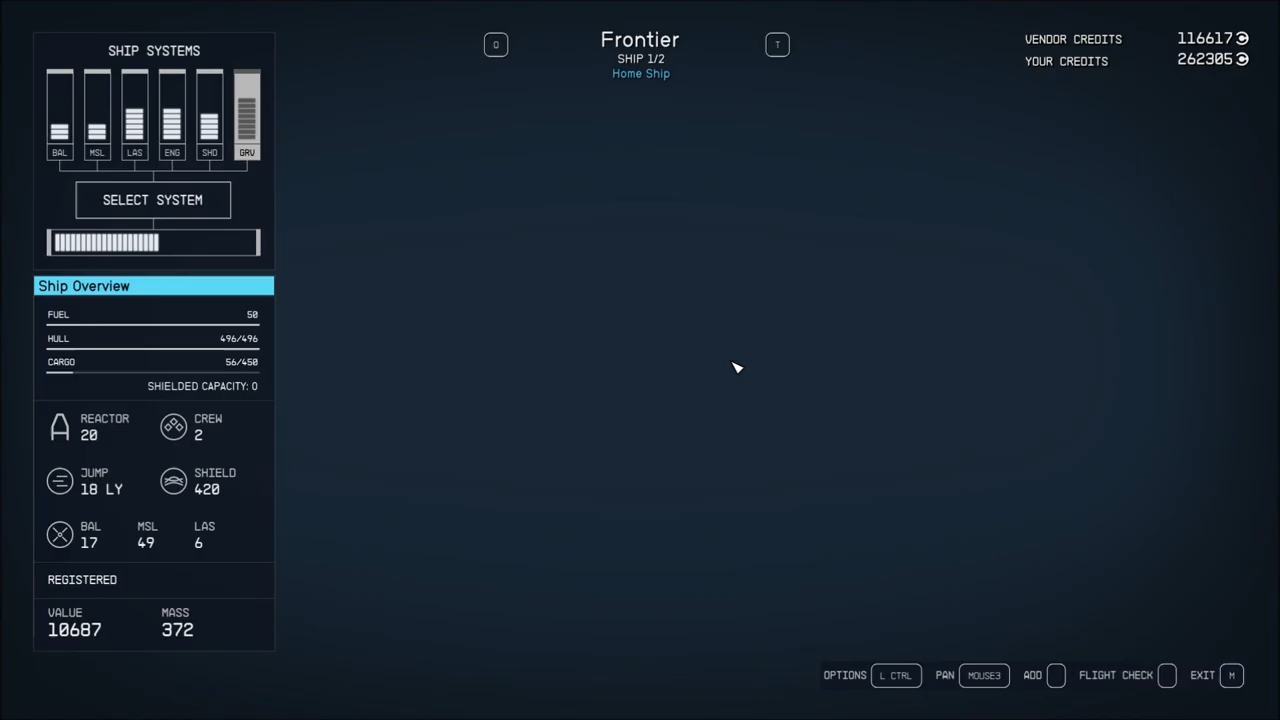 SHIP SYSTEMS
BAL MSL LAS ENG SHD GRV
SELECT SYSTEM
Ship Overview
FUEL 50
HULL 496/496
CARGO 56/450
SHIELDED CAPACITY: 0
REACTOR CREW
20 2
JUMP SHIELD
18 LY 420
BAL MSL LAS
17 49 6
REGISTERED
VALUE MASS
10687 372
Q Frontier T
SHIP 1/2
Home Ship
VENDOR CREDITS 116617
YOUR CREDITS 262305
OPTIONS L CTRL PAN MOUSE3 ADD FLIGHT CHECK EXIT M